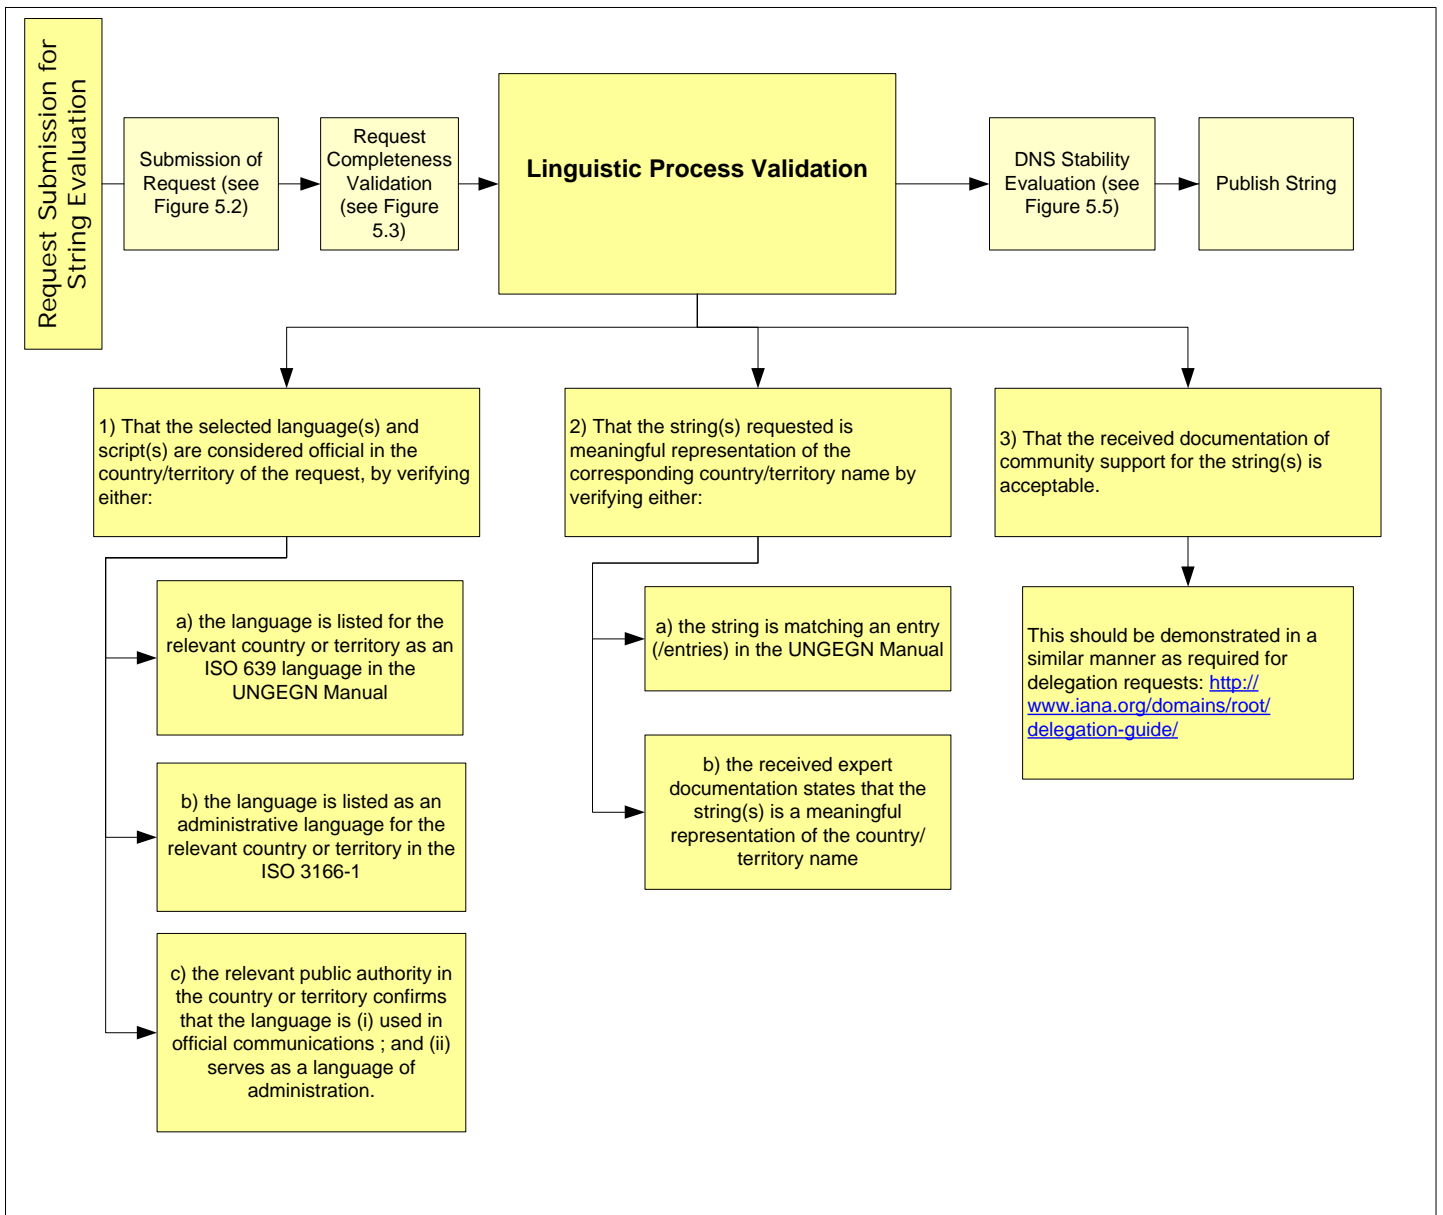 Request Submission for
String Evaluation
Submission of
Request (see
Figure 5.2)
Request
Completeness
Validation
(see Figure
5.3)
Linguistic Process Validation
DNS Stability
Evaluation (see
Figure 5.5)
Publish String
1) That the selected language(s) and
script(s) are considered official in the
country/territory of the request, by verifying
either:
2) That the string(s) requested is
meaningful representation of the
corresponding country/territory name by
verifying either:
3) That the received documentation of
community support for the string(s) is
acceptable.
a) the language is listed for the
relevant country or territory as an
ISO 639 language in the
UNGEGN Manual
b) the language is listed as an
administrative language for the
relevant country or territory in the
ISO 3166-1
c) the relevant public authority in
the country or territory confirms
that the language is (i) used in
official communications ; and (ii)
serves as a language of
administration.
a) the string is matching an entry
(/entries) in the UNGEGN Manual
b) the received expert
documentation states that the
string(s) is a meaningful
representation of the country/
territory name
This should be demonstrated in a
similar manner as required for
delegation requests: http://
www.iana.org/domains/root/
delegation-guide/